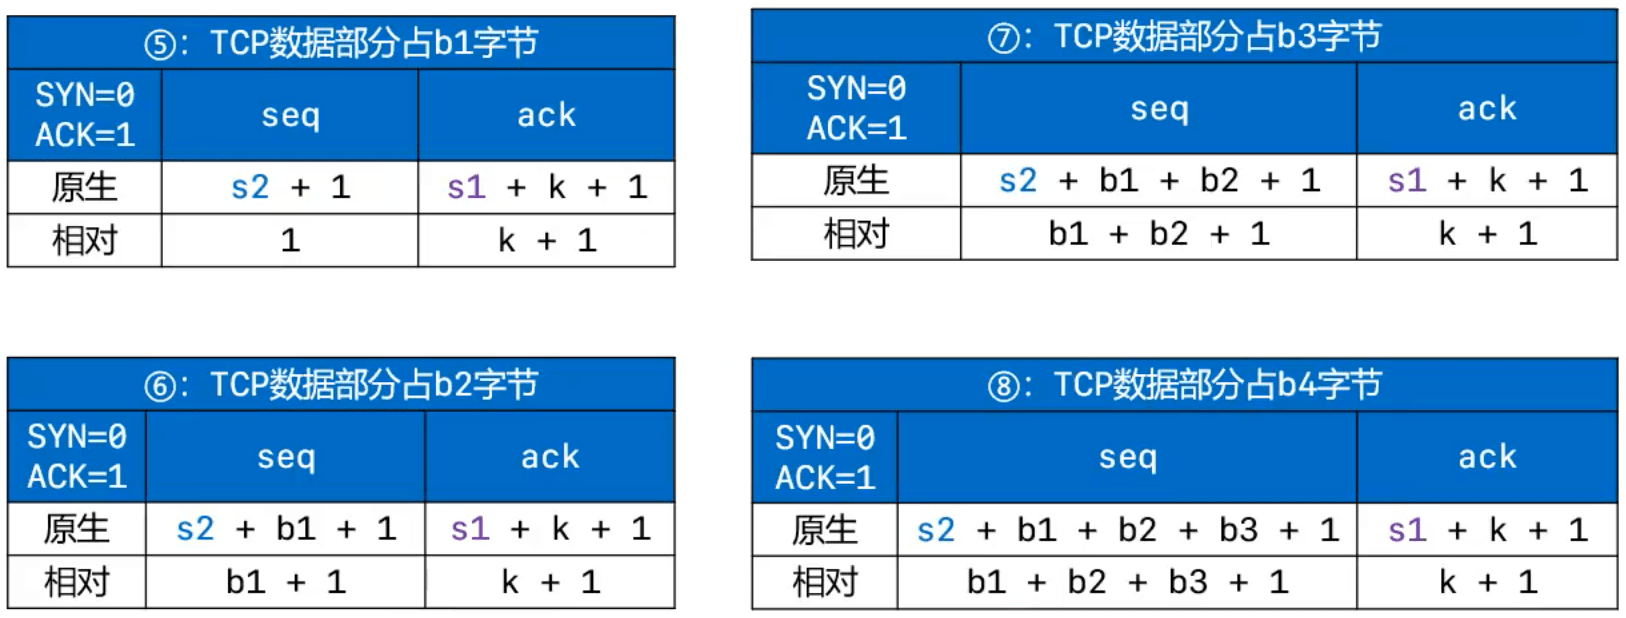 ⑤：TCP数据部分占b1字节
SYN=0
ACK=1
seq
ack
原生
s2 + 1
s1 + k + 1
相对
1
k + 1
⑦：TCP数据部分占b3字节
SYN=0
ACK=1
seq
ack
原生
s2 + b1 + b2 + 1
s1 + k + 1
相对
b1 + b2 + 1
k + 1
⑥：TCP数据部分占b2字节
SYN=0
ACK=1
seq
ack
原生
s2 + b1 + 1
s1 + k + 1
相对
b1 + 1
k + 1
⑧：TCP数据部分占b4字节
SYN=0
ACK=1
seq
ack
原生
s2 + b1 + b2 + b3 + 1
s1 + k + 1
相对
b1 + b2 + b3 + 1
k + 1